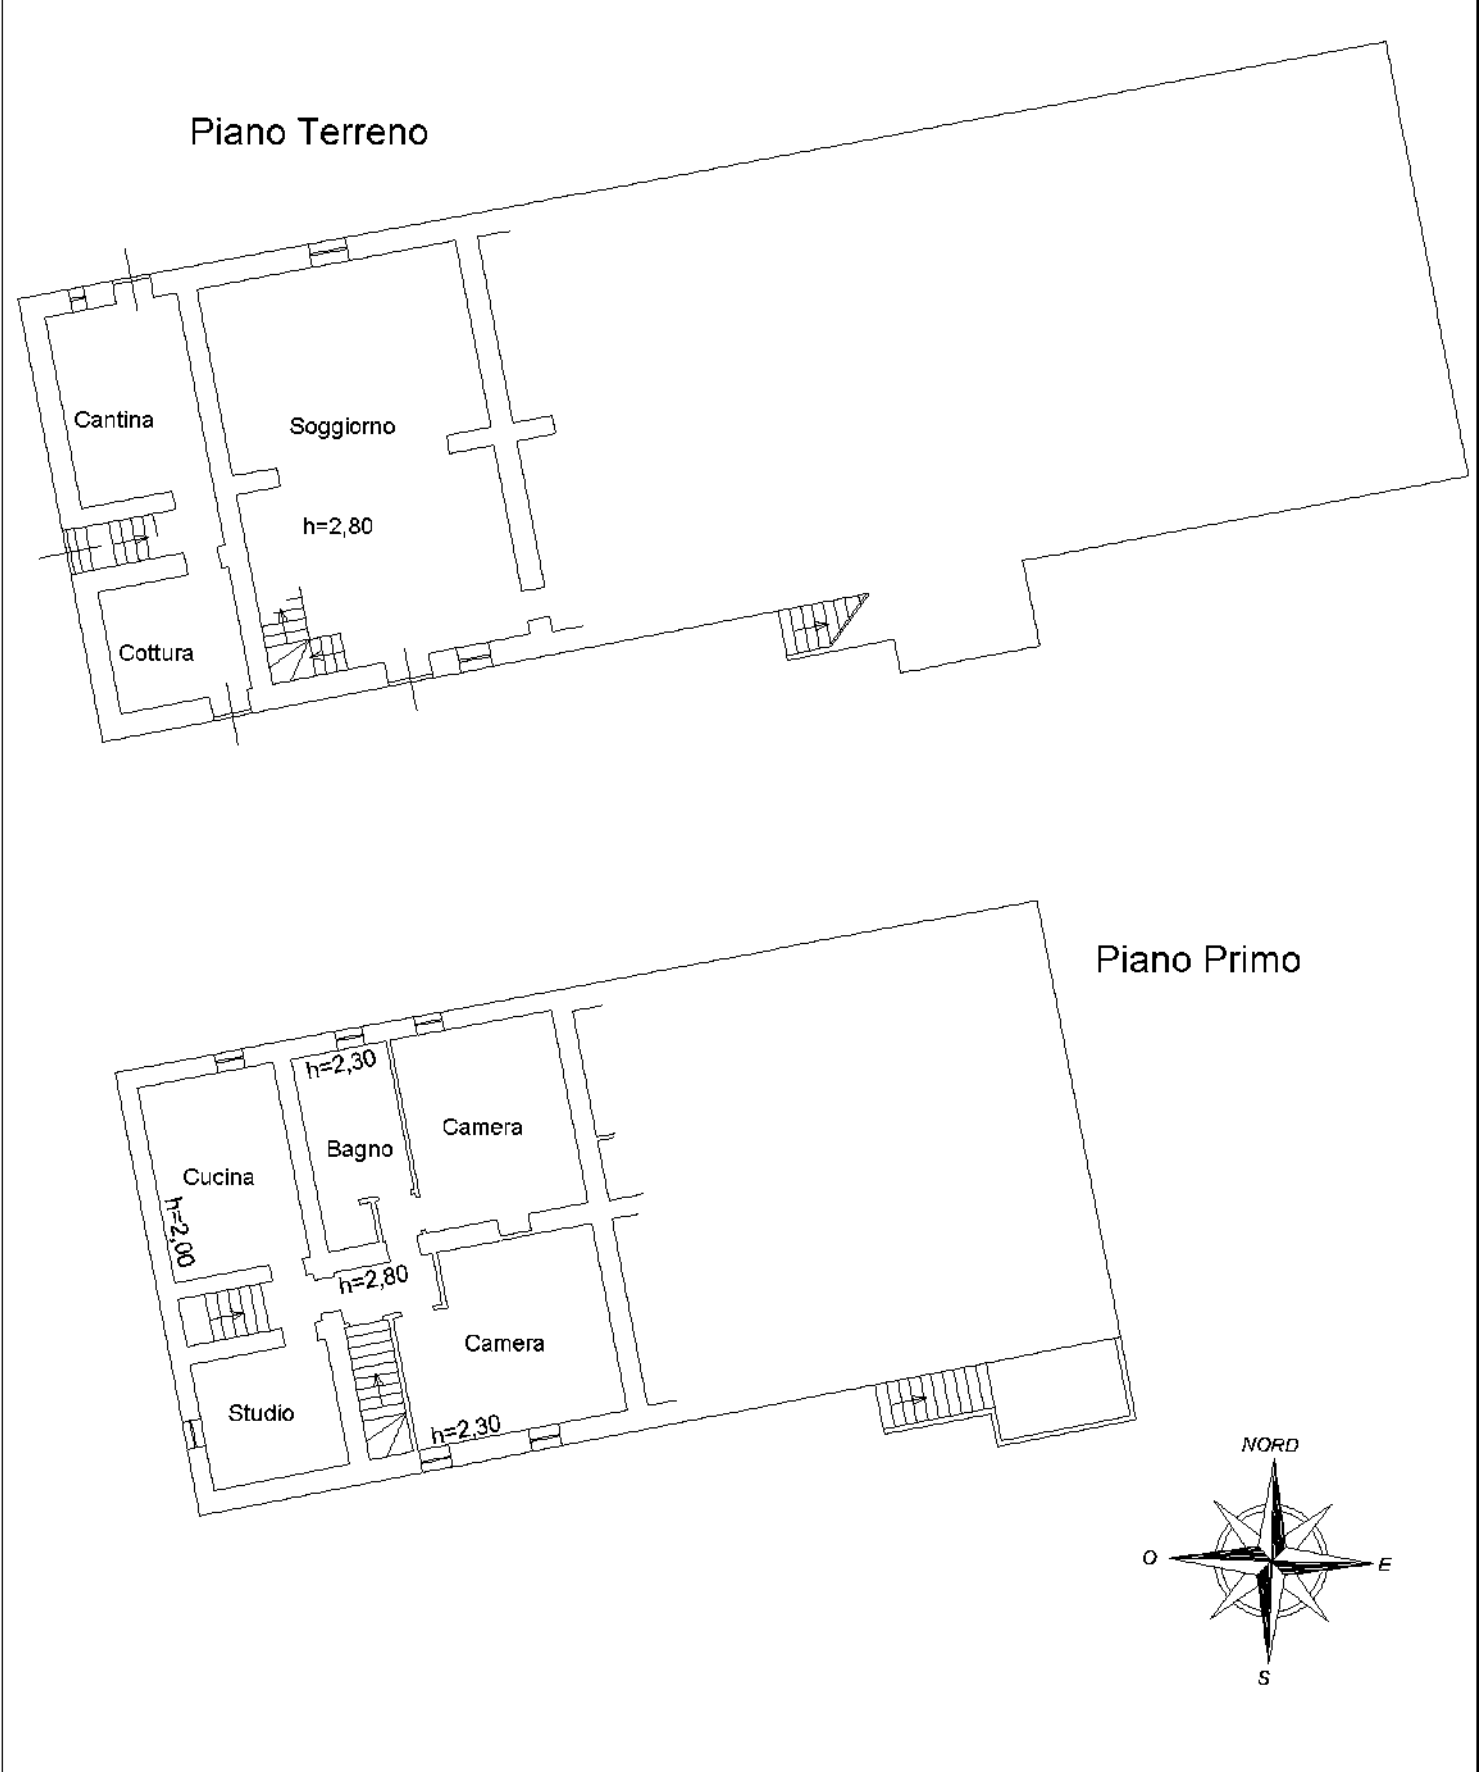 Piano Terreno
Cantina
Soggiorno
h=2,80
Cottura
Piano Primo
h=2,30
Camera
Bagno
Cucina
h=2,00
h=2,80
Camera
Studio
h=2,30
NORD
O
E
S